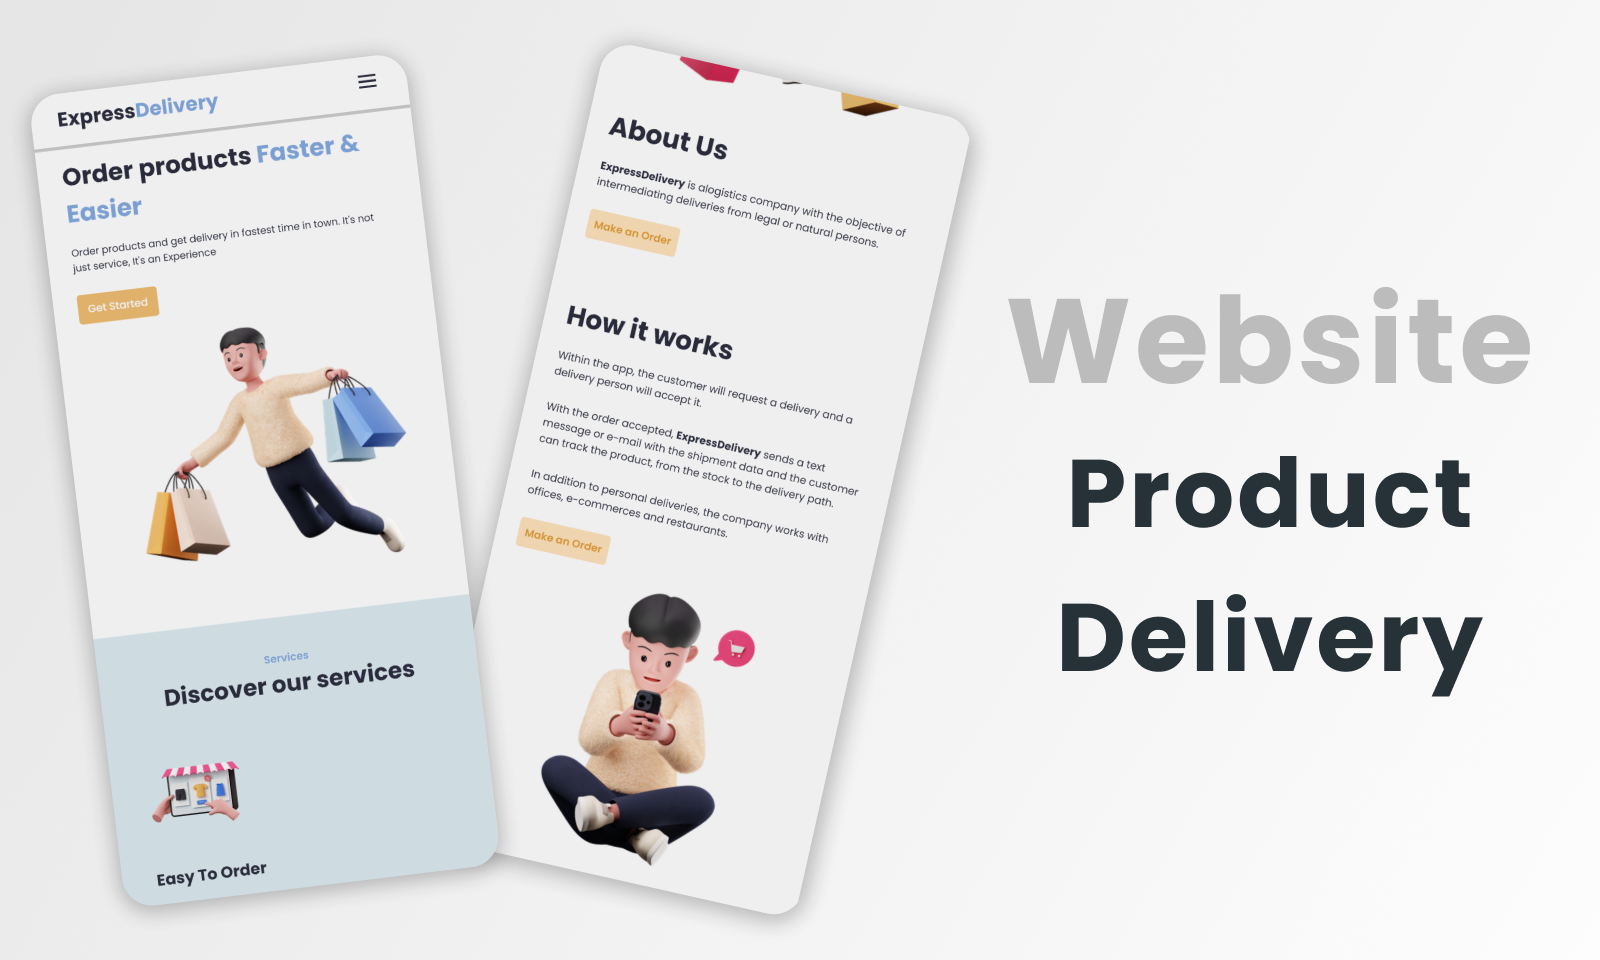 ExpressDelivery
Order products Faster &
Easier
Order products and get delivery in fastest time in town. It's not
just service, It's an Experience
Get Started
Services
Discover our services
Easy To Order
About Us
ExpressDelivery is alogistics company with the objective of
intermediating deliveries from legal or natural persons.
Make an Order
How it works
Within the app, the customer will request a delivery and a
delivery person will accept it.
With the order accepted, ExpressDelivery sends a text
message or e-mail with the shipment data and the customer
can track the product, from the stock to the delivery path.
In addition to personal deliveries, the company works with
offices, e-commerces and restaurants.
Make an Order
Website
Product
Delivery